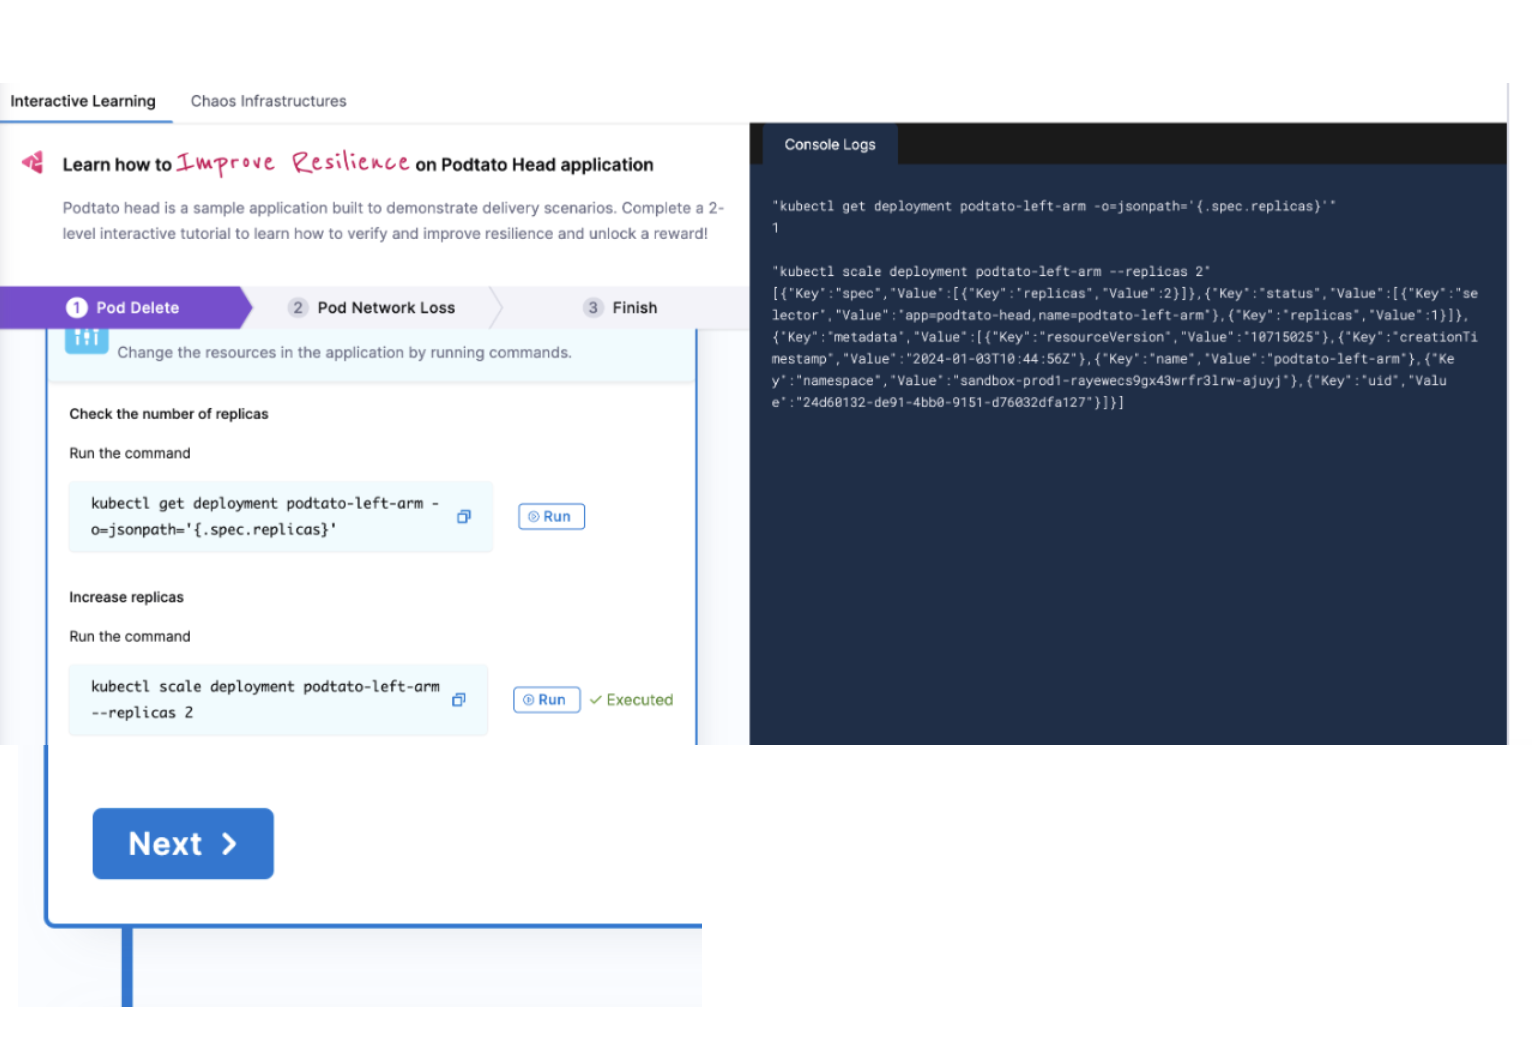 Interactive Learning
Chaos Infrastructures
Learn how to Improve Resilience on Podtato Head application
Podtato head is a sample application built to demonstrate delivery scenarios. Complete a 2-
level interactive tutorial to learn how to verify and improve resilience and unlock a reward!
1 Pod Delete
2 Pod Network Loss
3 Finish
Change the resources in the application by running commands.
Check the number of replicas
Run the command
kubectl get deployment podtato-left-arm -
o=jsonpath='{.spec.replicas}'
Run
Increase replicas
Run the command
kubectl scale deployment podtato-left-arm
--replicas 2
Run
Executed
Next
Console Logs
"kubectl get deployment podtato-left-arm -o=jsonpath='{.spec.replicas}'"
1
"kubectl scale deployment podtato-left-arm --replicas 2"
[{"Key":"spec","Value":[{"Key":"replicas","Value":2}]},{"Key":"status","Value":[{"Key":"se
lector","Value":"app=podtato-head,name=podtato-left-arm"},{"Key":"replicas","Value":1}]},
{"Key":"metadata","Value":[{"Key":"resourceVersion","Value":"10715025"},{"Key":"creationTi
mestamp","Value":"2024-01-03T10:44:56Z"},{"Key":"name","Value":"podtato-left-arm"},{"Ke
y":"namespace","Value":"sandbox-prod1-rayewecs9gx43wrfr3lrw-ajuyj"},{"Key":"uid","Valu
e":"24d60132-de91-4bb0-9151-d76032dfa127"}]}]